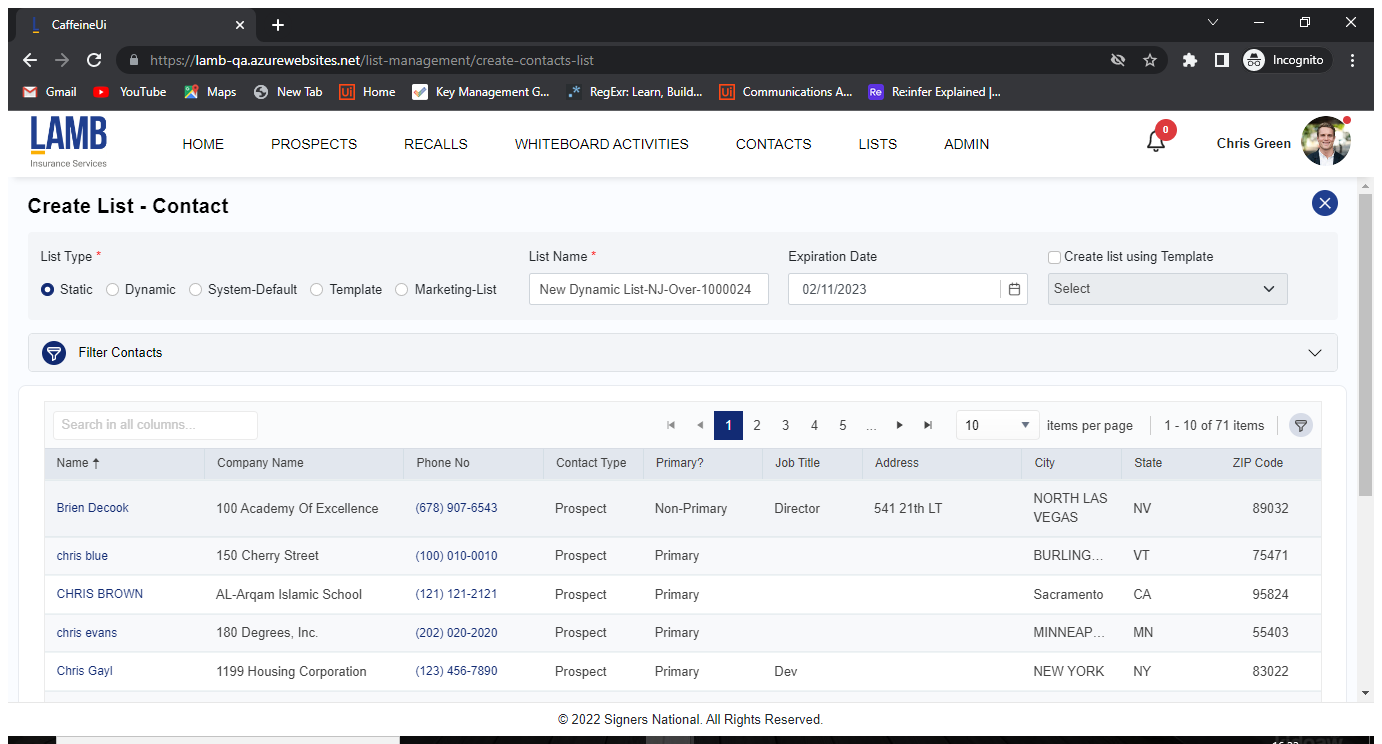 CaffeineUi
https://lamb-qa.azurewebsites.net/list-management/create-contacts-list
Incognito
Gmail YouTube Maps New Tab Home Key Management G... RegExr: Learn, Build... Communications A... Re:infer Explained |...
LAMB
Insurance Services
HOME PROSPECTS RECALLS WHITEBOARD ACTIVITIES CONTACTS LISTS ADMIN 0 Chris Green
Create List - Contact
List Type * List Name * Expiration Date Create list using Template
Static Dynamic System-Default Template Marketing-List New Dynamic List-NJ-Over-1000024 02/11/2023 Select
Filter Contacts
Search in all columns... 1 2 3 4 5 ... 10 items per page 1 - 10 of 71 items
Name Company Name Phone No Contact Type Primary? Job Title Address City State ZIP Code
Brien Decook 100 Academy Of Excellence (678) 907-6543 Prospect Non-Primary Director 541 21th LT NORTH LAS VEGAS NV 89032
chris blue 150 Cherry Street (100) 010-0010 Prospect Primary BURLING... VT 75471
CHRIS BROWN AL-Arqam Islamic School (121) 121-2121 Prospect Primary Sacramento CA 95824
chris evans 180 Degrees, Inc. (202) 020-2020 Prospect Primary MINNEAP... MN 55403
Chris Gayl 1199 Housing Corporation (123) 456-7890 Prospect Primary Dev NEW YORK NY 83022
© 2022 Signers National. All Rights Reserved.